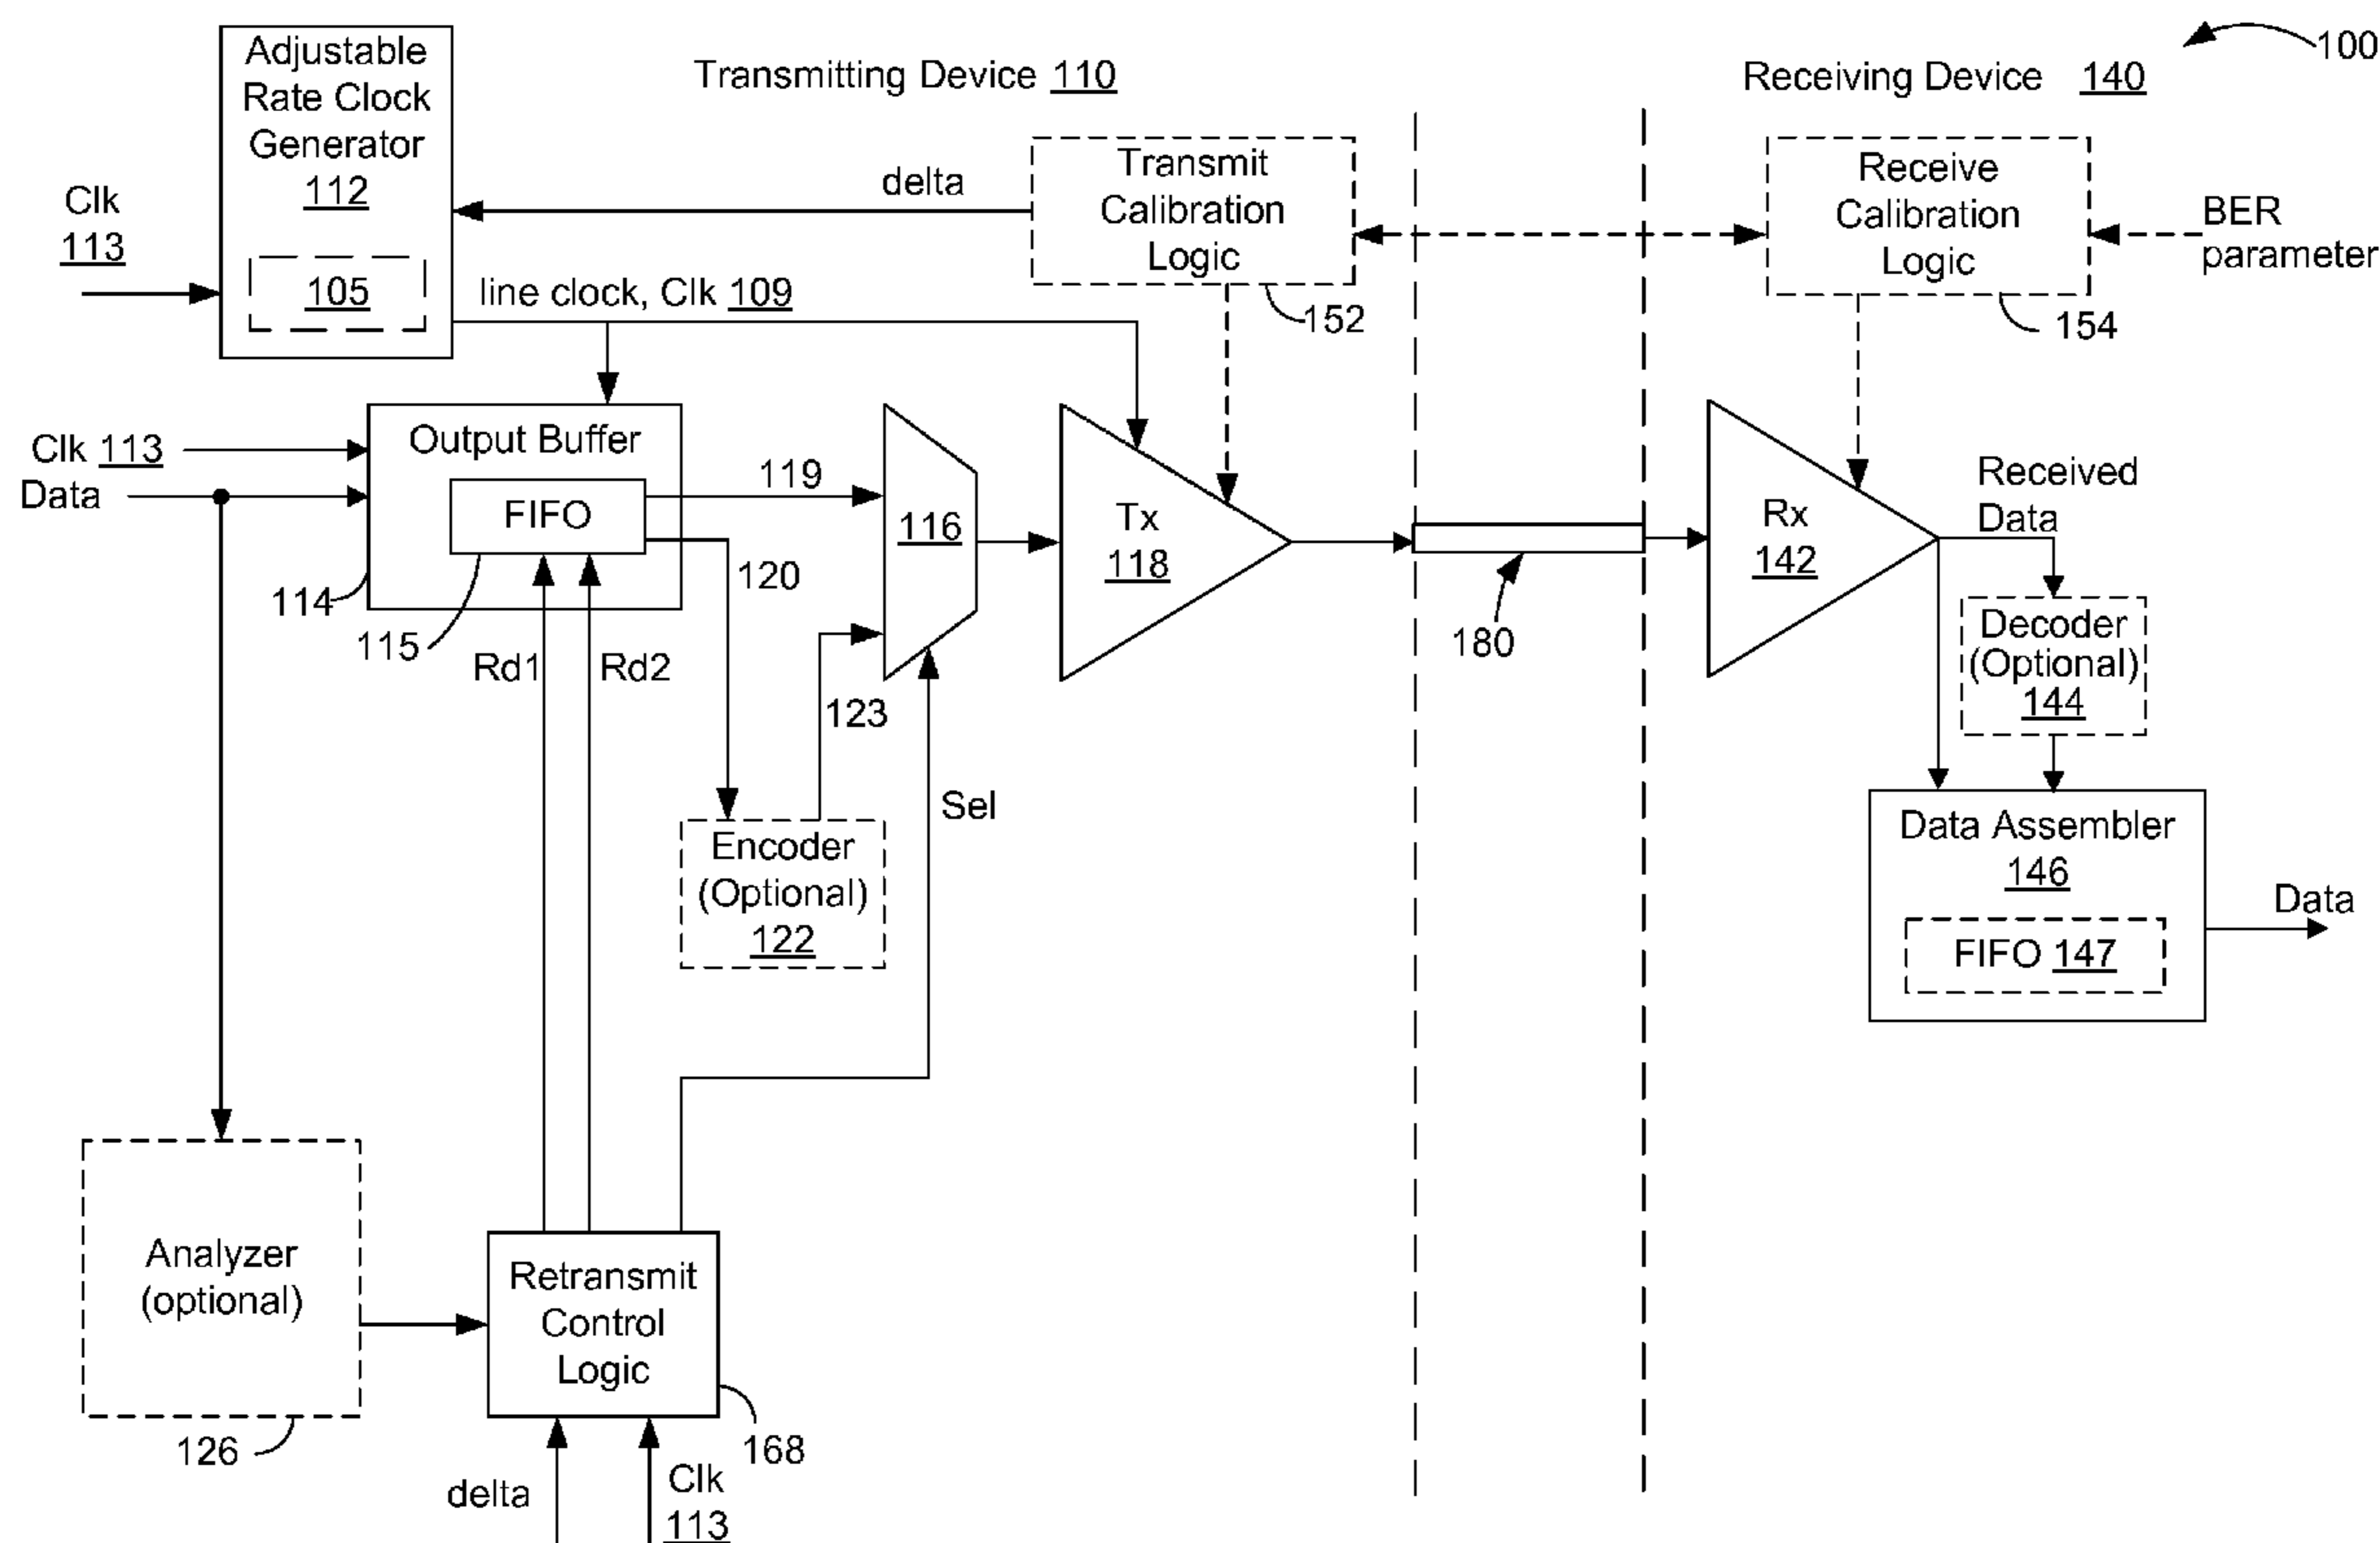 100
Adjustable
Rate Clock
Generator
112
105
Clk
113
Transmitting Device 110
Receiving Device 140
delta
Transmit
Calibration
Logic
152
Receive
Calibration
Logic
154
BER
parameter
line clock, Clk 109
Clk 113
Data
Output Buffer
FIFO
114
115
119
120
116
Tx
118
180
Rx
142
Received
Data
Decoder
(Optional)
144
Rd1
Rd2
123
Sel
Encoder
(Optional)
122
Data Assembler
146
FIFO 147
Data
Analyzer
(optional)
126
Retransmit
Control
Logic
168
delta
Clk
113